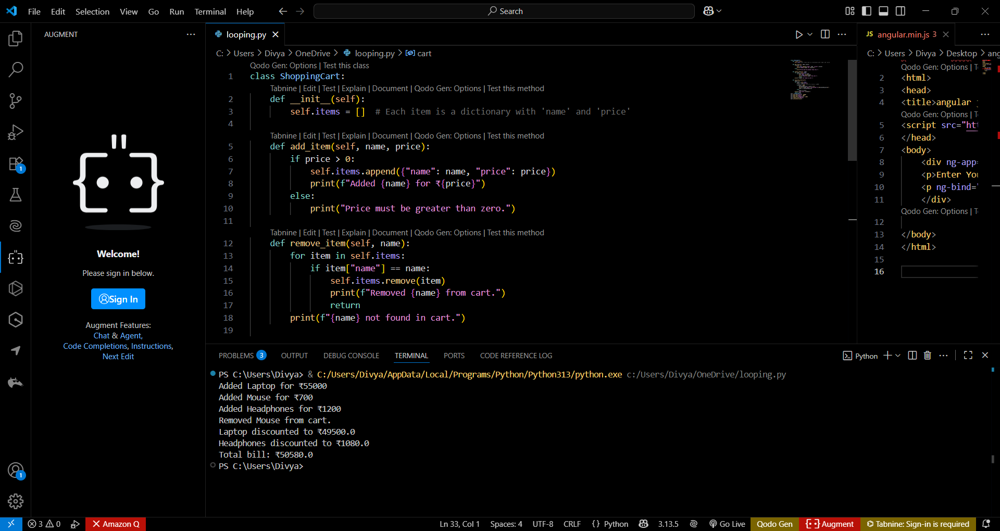 File Edit Selection View Go Run Terminal Help
Search
AUGMENT
Welcome!
Please sign in below.
Sign In
Augment Features:
Chat & Agent,
Code Completions, Instructions,
Next Edit
1
1
looping.py
C: > Users > Divya > OneDrive > looping.py > cart
Qodo Gen: Options | Test this class
1 class ShoppingCart:
Tabnine | Edit | Test | Explain | Document | Qodo Gen: Options | Test this method
2 def __init__(self):
3 self.items = [] # Each item is a dictionary with 'name' and 'price'
4
Tabnine | Edit | Test | Explain | Document | Qodo Gen: Options | Test this method
5 def add_item(self, name, price):
6 if price > 0:
7 self.items.append({"name": name, "price": price})
8 print(f"Added {name} for ₹{price}")
9 else:
10 print("Price must be greater than zero.")
11
Tabnine | Edit | Test | Explain | Document | Qodo Gen: Options | Test this method
12 def remove_item(self, name):
13 for item in self.items:
14 if item["name"] == name:
15 self.items.remove(item)
16 print(f"Removed {name} from cart.")
17 return
18 print(f"{name} not found in cart.")
19
JS angular.min.js 3
C: > Users > Divya > Desktop > ang
Qodo Gen: Options |
2 <html>
3 <head>
4 <title>angular
Qodo Gen: Options |
5 <script src="htt
6 </head>
7 <body>
8 <div ng-app=
9 <p>Enter You
10 <p ng-bind="
11 </div>
Qodo Gen: Options |
12
13 </body>
14 </html>
15
16
PROBLEMS 3 OUTPUT DEBUG CONSOLE TERMINAL PORTS CODE REFERENCE LOG
Python
PS C:\Users\Divya> & C:/Users/Divya/AppData/Local/Programs/Python/Python313/python.exe c:/Users/Divya/OneDrive/looping.py
Added Laptop for ₹55000
Added Mouse for ₹700
Added Headphones for ₹1200
Removed Mouse from cart.
Laptop discounted to ₹49500.0
Headphones discounted to ₹1080.0
Total bill: ₹50580.0
PS C:\Users\Divya>
3 0 Amazon Q Ln 33, Col 1 Spaces: 4 UTF-8 CRLF {} Python 3.13.5 Go Live Qodo Gen Augment Tabnine: Sign-in is required